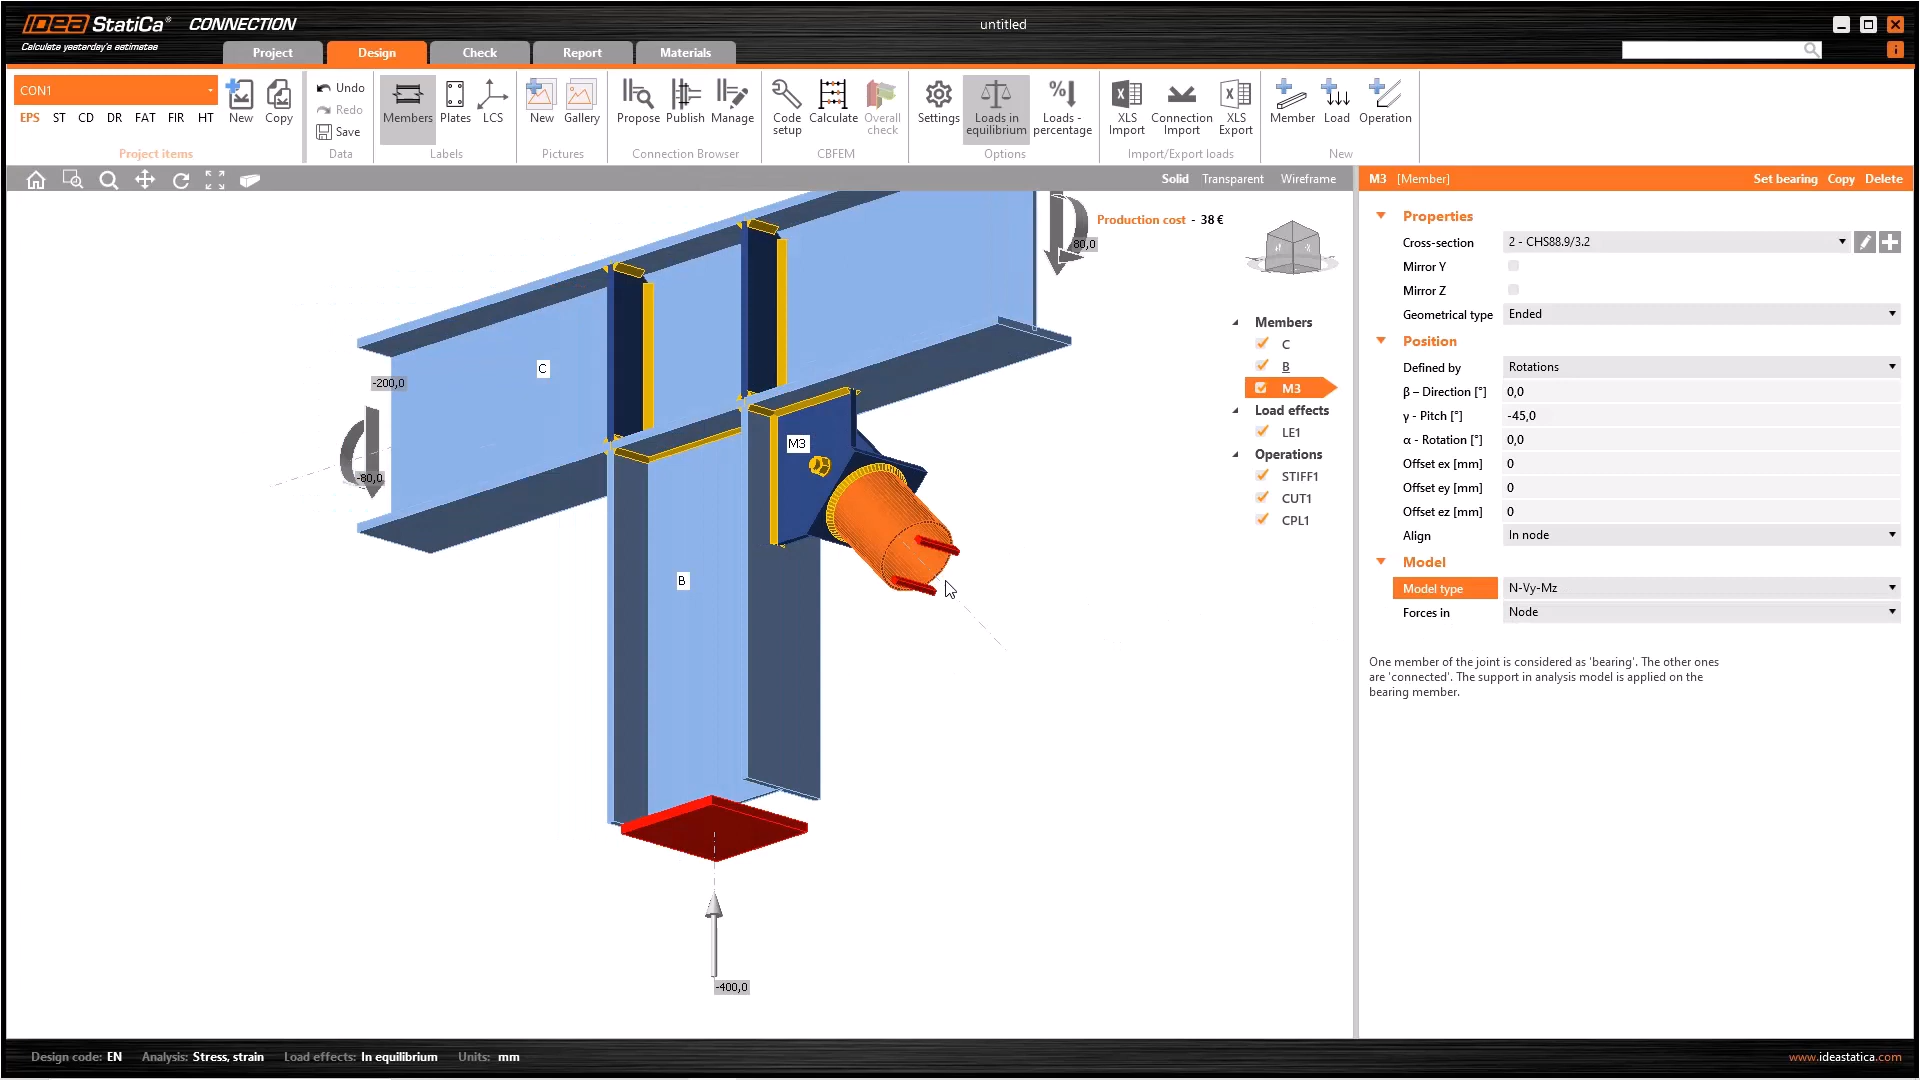 IDEA StatiCa® CONNECTION
Calculate yesterday's estimates
untitled
Project Design Check Report Materials
i
CON1
EPS ST CD DR FAT FIR HT
New Copy
Project items
Undo
Redo
Save
Data
Members Plates LCS
Labels
New Gallery
Pictures
Propose Publish Manage
Connection Browser
Code setup Calculate Overall check
CBFEM
Settings Loads in equilibrium Loads - percentage
Options
XLS Import Connection Import XLS Export
Import/Export loads
Member Load Operation
New
Solid Transparent Wireframe
Production cost - 38 €
80,0
C
-200,0
-80,0
M3
B
-400,0
Members
C
B
M3
Load effects
LE1
Operations
STIFF1
CUT1
CPL1
M3 [Member] Set bearing Copy Delete
Properties
Cross-section 2 - CHS88.9/3.2
Mirror Y
Mirror Z
Geometrical type Ended
Position
Defined by Rotations
β – Direction [°] 0,0
γ - Pitch [°] -45,0
α - Rotation [°] 0,0
Offset ex [mm] 0
Offset ey [mm] 0
Offset ez [mm] 0
Align In node
Model
Model type N-Vy-Mz
Forces in Node
One member of the joint is considered as 'bearing'. The other ones
are 'connected'. The support in analysis model is applied on the
bearing member.
Design code: EN Analysis: Stress, strain Load effects: In equilibrium Units: mm
www.ideastatica.com